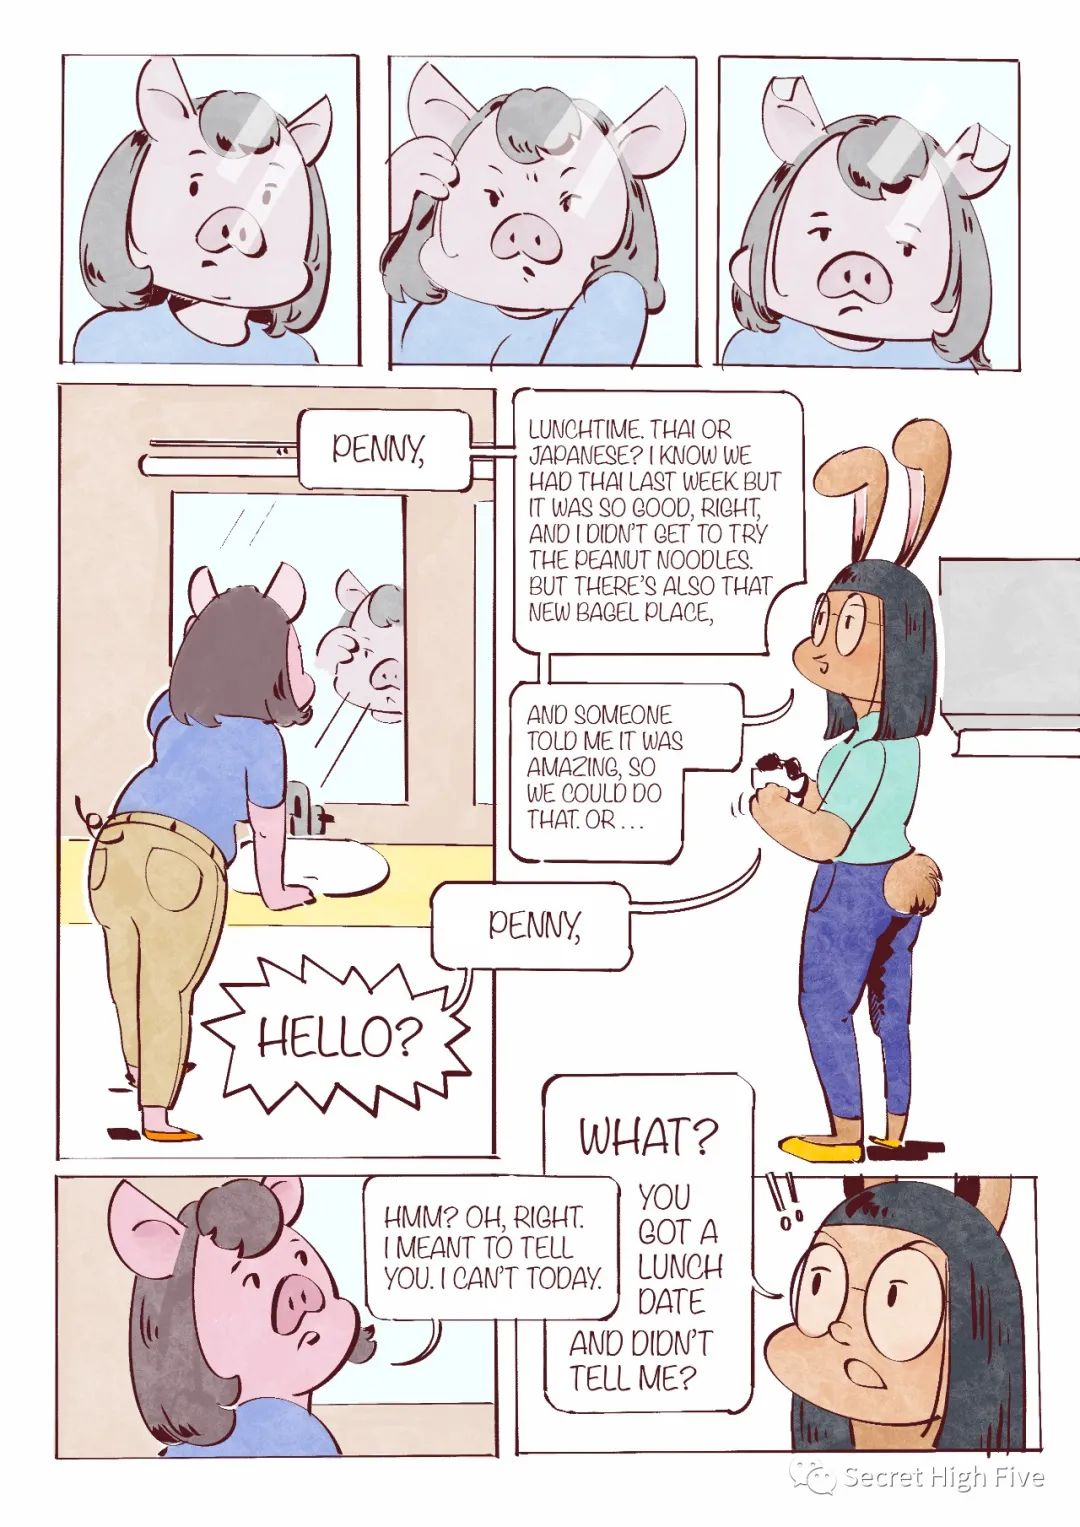 PENNY,
LUNCHTIME. THAI OR
JAPANESE? I KNOW WE
HAD THAI LAST WEEK BUT
IT WAS SO GOOD, RIGHT,
AND I DIDN'T GET TO TRY
THE PEANUT NOODLES.
BUT THERE'S ALSO THAT
NEW BAGEL PLACE,
AND SOMEONE
TOLD ME IT WAS
AMAZING, SO
WE COULD DO
THAT. OR ...
PENNY,
HELLO?
HMM? OH, RIGHT.
I MEANT TO TELL
YOU. I CAN'T TODAY.
!!
WHAT?
YOU
GOT A
LUNCH
DATE
AND DIDN'T
TELL ME?
Secret High Five